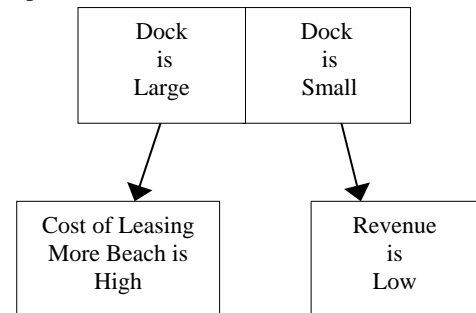 Dock
is
Large
Dock
is
Small
Cost of Leasing
More Beach is
High
Revenue
is
Low